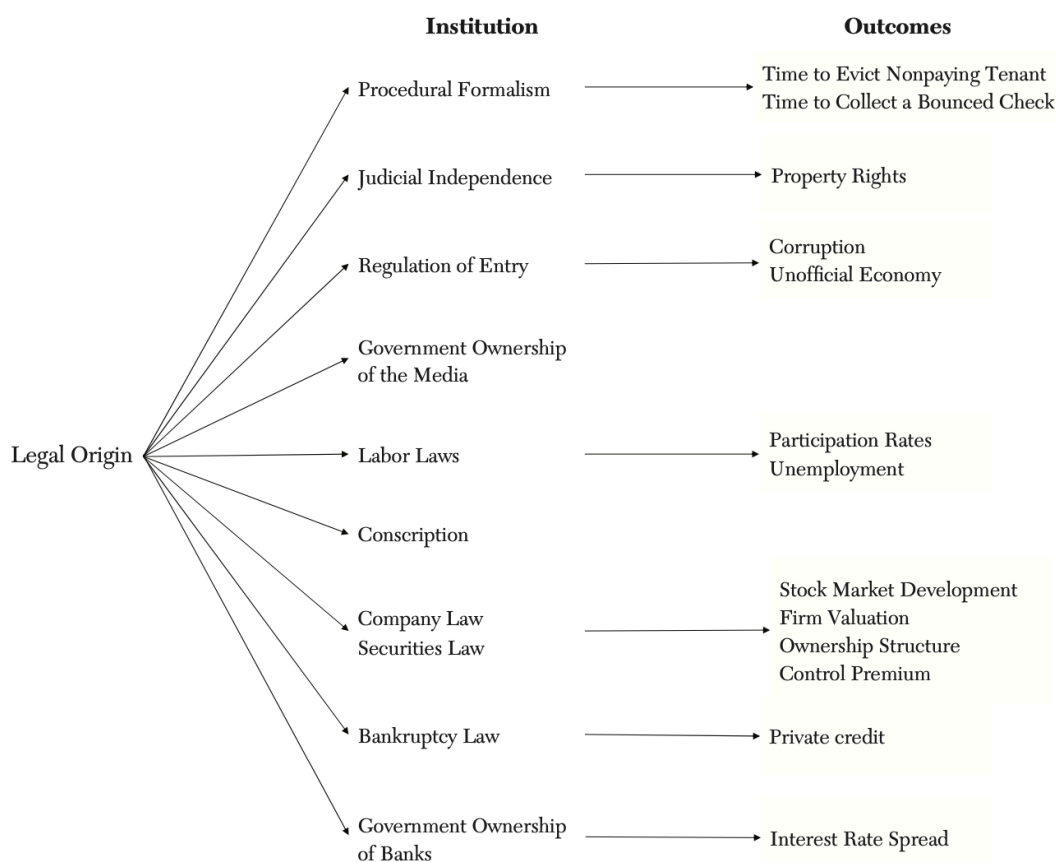 Institution
Outcomes
Procedural Formalism
Time to Evict Nonpaying Tenant
Time to Collect a Bounced Check
Judicial Independence
Property Rights
Regulation of Entry
Corruption
Unofficial Economy
Government Ownership
of the Media
Legal Origin
Labor Laws
Participation Rates
Unemployment
Conscription
Company Law
Securities Law
Stock Market Development
Firm Valuation
Ownership Structure
Control Premium
Bankruptcy Law
Private credit
Government Ownership
of Banks
Interest Rate Spread